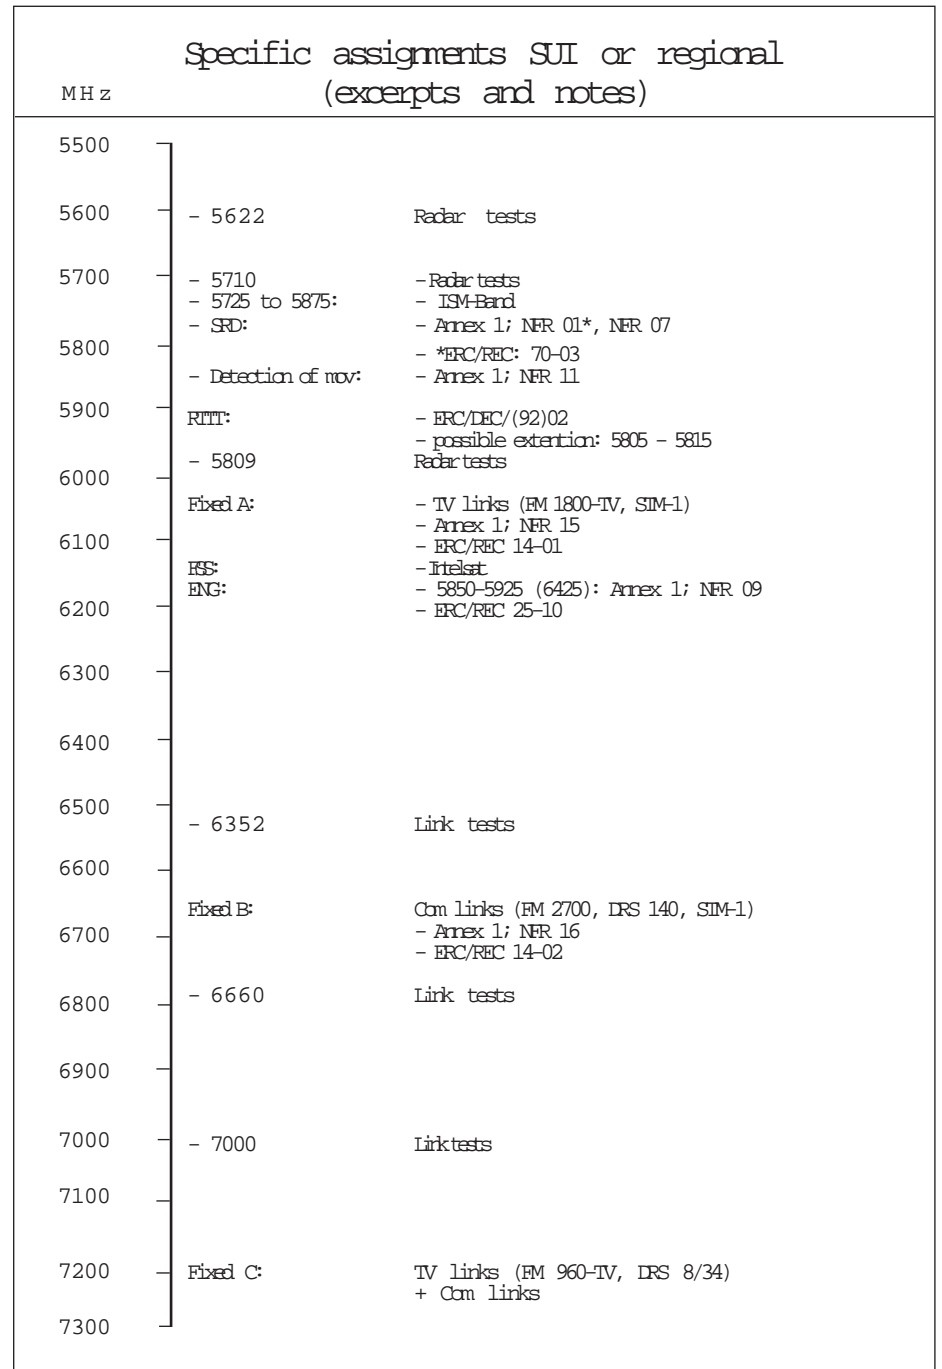 Specific assignments SUI or regional
MHz (excerpts and notes)
5500
5600 - 5622 Radar tests
5700 - 5710 - Radar tests
- 5725 to 5875: - ISM-Band
- SRD: - Annex 1; NFR 01*, NFR 07
5800 - *ERC/REC: 70-03
- Detection of mov: - Annex 1; NFR 11
5900 RTTT: - ERC/DEC/(92)02
- possible extention: 5805 - 5815
- 5809 Radar tests
6000
Fixed A: - TV links (FM 1800-TV, STM-1)
- Annex 1; NFR 15
6100 - ERC/REC 14-01
FSS: - Intelsat
ENG: - 5850-5925 (6425): Annex 1; NFR 09
6200 - ERC/REC 25-10
6300
6400
6500
- 6352 Link tests
6600
Fixed B: Com links (FM 2700, DRS 140, STM-1)
6700 - Annex 1; NFR 16
- ERC/REC 14-02
6800 - 6660 Link tests
6900
7000 - 7000 Link tests
7100
7200 Fixed C: TV links (FM 960-TV, DRS 8/34)
+ Com links
7300